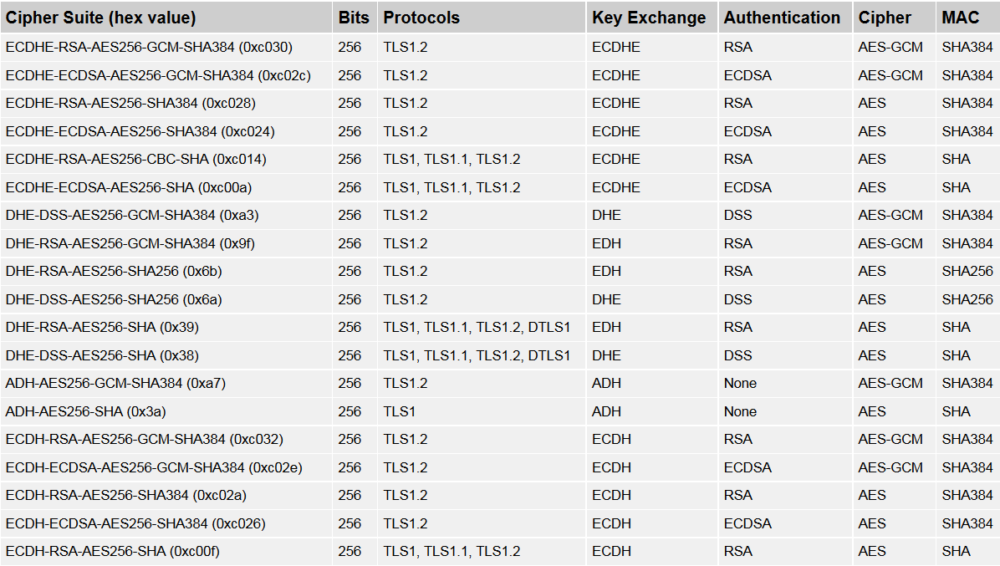 Cipher Suite (hex value) Bits Protocols Key Exchange Authentication Cipher MAC
ECDHE-RSA-AES256-GCM-SHA384 (0xc030) 256 TLS1.2 ECDHE RSA AES-GCM SHA384
ECDHE-ECDSA-AES256-GCM-SHA384 (0xc02c) 256 TLS1.2 ECDHE ECDSA AES-GCM SHA384
ECDHE-RSA-AES256-SHA384 (0xc028) 256 TLS1.2 ECDHE RSA AES SHA384
ECDHE-ECDSA-AES256-SHA384 (0xc024) 256 TLS1.2 ECDHE ECDSA AES SHA384
ECDHE-RSA-AES256-CBC-SHA (0xc014) 256 TLS1, TLS1.1, TLS1.2 ECDHE RSA AES SHA
ECDHE-ECDSA-AES256-SHA (0xc00a) 256 TLS1, TLS1.1, TLS1.2 ECDHE ECDSA AES SHA
DHE-DSS-AES256-GCM-SHA384 (0xa3) 256 TLS1.2 DHE DSS AES-GCM SHA384
DHE-RSA-AES256-GCM-SHA384 (0x9f) 256 TLS1.2 EDH RSA AES-GCM SHA384
DHE-RSA-AES256-SHA256 (0x6b) 256 TLS1.2 EDH RSA AES SHA256
DHE-DSS-AES256-SHA256 (0x6a) 256 TLS1.2 DHE DSS AES SHA256
DHE-RSA-AES256-SHA (0x39) 256 TLS1, TLS1.1, TLS1.2, DTLS1 EDH RSA AES SHA
DHE-DSS-AES256-SHA (0x38) 256 TLS1, TLS1.1, TLS1.2, DTLS1 DHE DSS AES SHA
ADH-AES256-GCM-SHA384 (0xa7) 256 TLS1.2 ADH None AES-GCM SHA384
ADH-AES256-SHA (0x3a) 256 TLS1 ADH None AES SHA
ECDH-RSA-AES256-GCM-SHA384 (0xc032) 256 TLS1.2 ECDH RSA AES-GCM SHA384
ECDH-ECDSA-AES256-GCM-SHA384 (0xc02e) 256 TLS1.2 ECDH ECDSA AES-GCM SHA384
ECDH-RSA-AES256-SHA384 (0xc02a) 256 TLS1.2 ECDH RSA AES SHA384
ECDH-ECDSA-AES256-SHA384 (0xc026) 256 TLS1.2 ECDH ECDSA AES SHA384
ECDH-RSA-AES256-SHA (0xc00f) 256 TLS1, TLS1.1, TLS1.2 ECDH RSA AES SHA